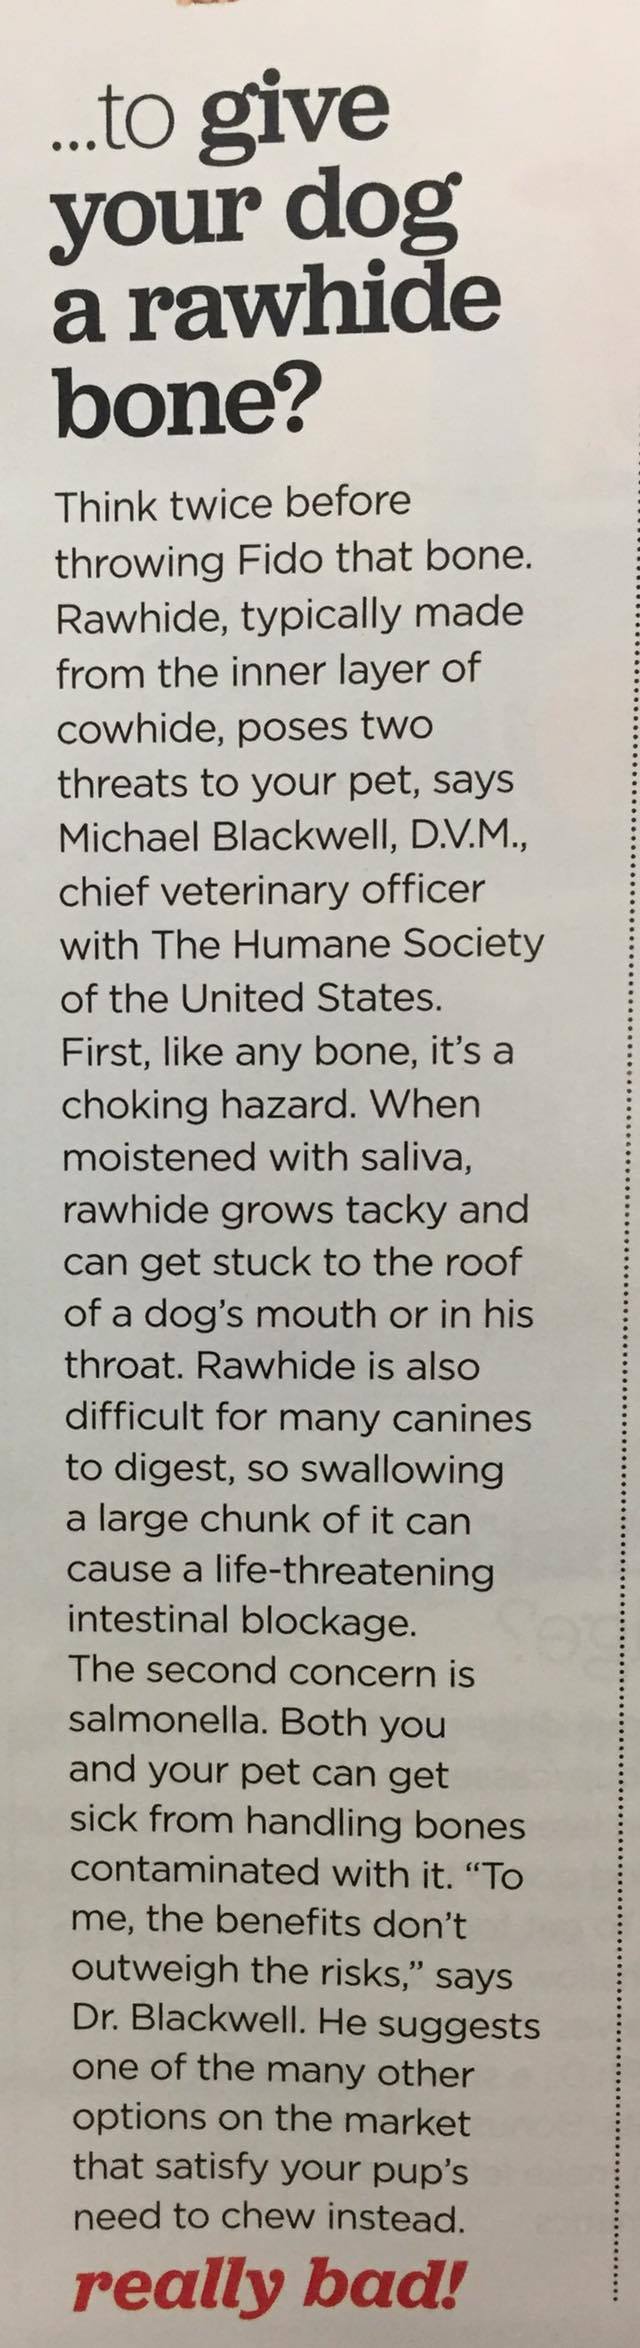 ...to give
your dog
a rawhide
bone?
Think twice before
throwing Fido that bone.
Rawhide, typically made
from the inner layer of
cowhide, poses two
threats to your pet, says
Michael Blackwell, D.V.M.,
chief veterinary officer
with The Humane Society
of the United States.
First, like any bone, it's a
choking hazard. When
moistened with saliva,
rawhide grows tacky and
can get stuck to the roof
of a dog's mouth or in his
throat. Rawhide is also
difficult for many canines
to digest, so swallowing
a large chunk of it can
cause a life-threatening
intestinal blockage.
The second concern is
salmonella. Both you
and your pet can get
sick from handling bones
contaminated with it. “To
me, the benefits don't
outweigh the risks,” says
Dr. Blackwell. He suggests
one of the many other
options on the market
that satisfy your pup's
need to chew instead.
really bad!